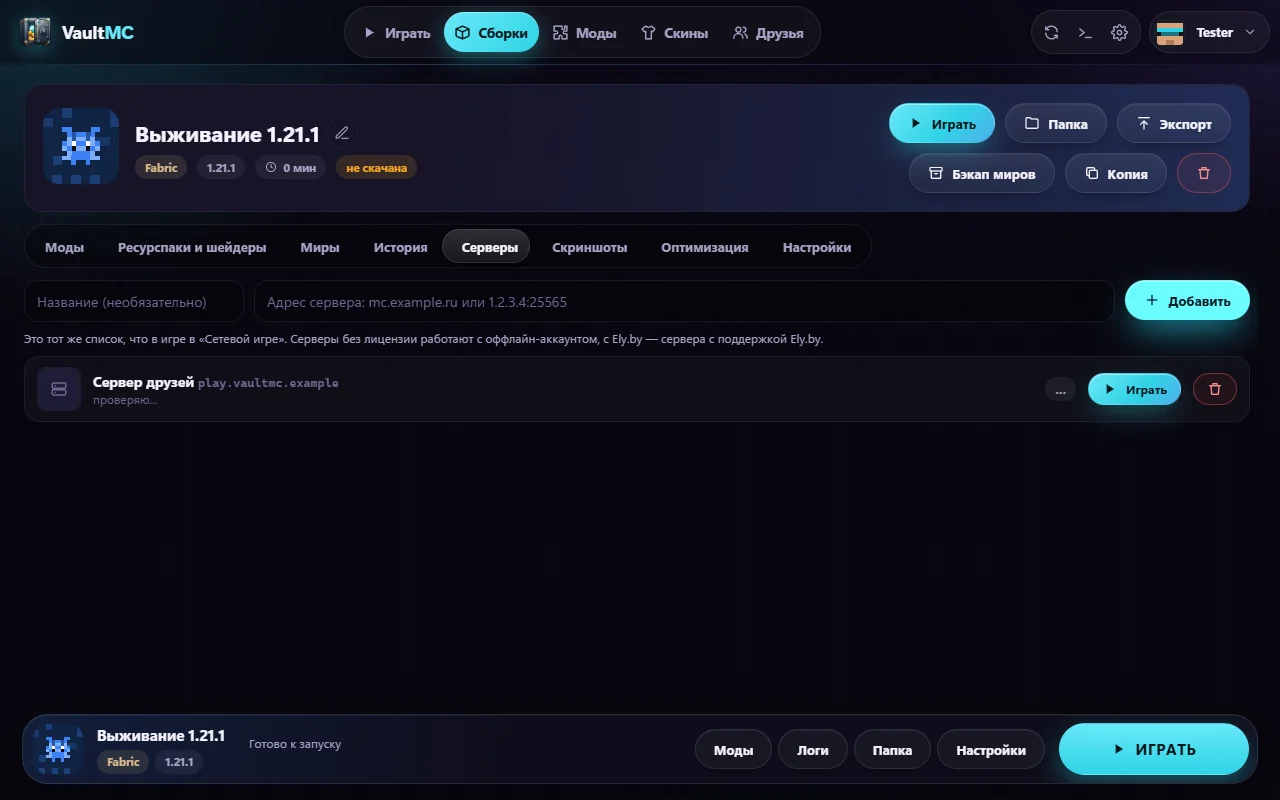 VaultMC
Играть
Сборки
Моды
Скины
Друзья
Tester
Выживание 1.21.1
Fabric
1.21.1
0 мин
не скачана
Играть
Папка
Экспорт
Бэкап миров
Копия
Моды
Ресурспаки и шейдеры
Миры
История
Серверы
Скриншоты
Оптимизация
Настройки
Название (необязательно)
Адрес сервера: mc.example.ru или 1.2.3.4:25565
Добавить
Это тот же список, что в игре в «Сетевой игре». Серверы без лицензии работают с оффлайн-аккаунтом, с Ely.by — сервера с поддержкой Ely.by.
Сервер друзей play.vaultmc.example
проверяю...
...
Играть
Выживание 1.21.1
Fabric
1.21.1
Готово к запуску
Моды
Логи
Папка
Настройки
ИГРАТЬ